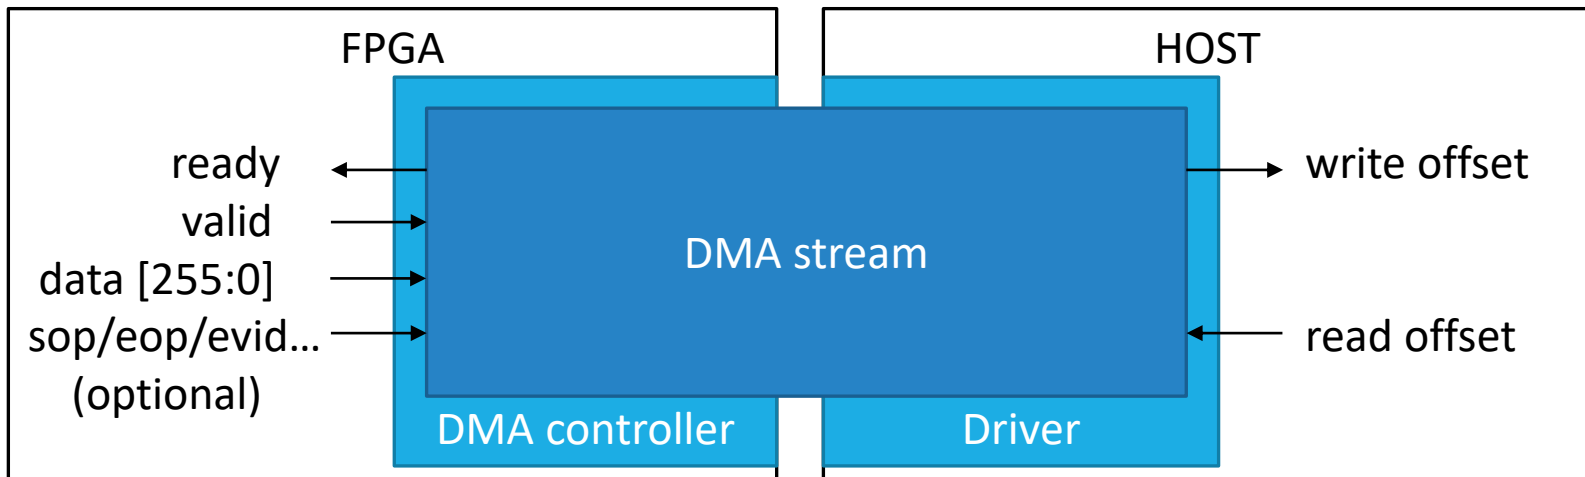 FPGA
HOST
ready
valid
data [255:0]
sop/eop/evid...
(optional)
DMA stream
write offset
read offset
DMA controller
Driver